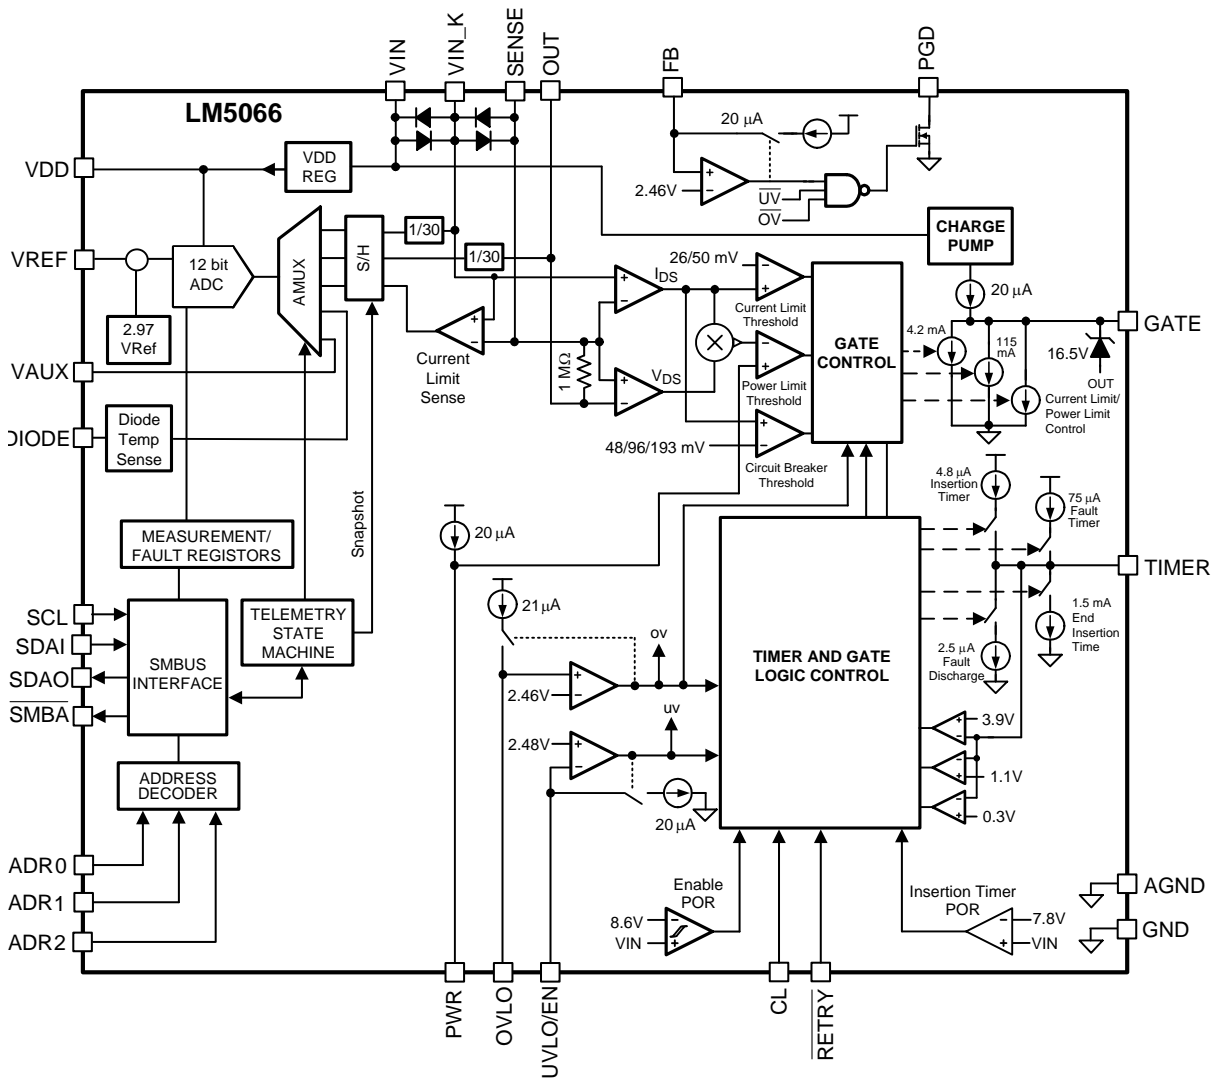 VIN
VIN_K
SENSE
OUT
FB
PGD
LM5066
20 µA
VDD
VDD
REG
2.46V
UV
OV
VREF
12 bit
ADC
AMUX
S/H
1/30
1/30
CHARGE
PUMP
26/50 mV
IDS
20 µA
2.97
VRef
Current
Limit
Sense
1 MΩ
Current Limit
Threshold
GATE
CONTROL
4.2 mA
115
mA
16.5V
GATE
VAUX
VDS
Power Limit
Threshold
OUT
Current Limit/
Power Limit
Control
DIODE
Diode
Temp
Sense
48/96/193 mV
Circuit Breaker
Threshold
4.8 µA
Insertion
Timer
75 µA
Fault
Timer
Snapshot
20 µA
MEASUREMENT/
FAULT REGISTORS
TIMER
21 µA
SCL
SDAI
SDAO
SMBA
SMBUS
INTERFACE
TELEMETRY
STATE
MACHINE
ov
2.46V
TIMER AND GATE
LOGIC CONTROL
1.5 mA
End
Insertion
Time
2.5 µA
Fault
Discharge
uv
2.48V
3.9V
1.1V
0.3V
20 µA
ADDRESS
DECODER
ADR0
ADR1
ADR2
Enable
POR
8.6V
VIN
Insertion Timer
POR
7.8V
VIN
AGND
GND
PWR
OVLO
UVLO/EN
CL
RETRY